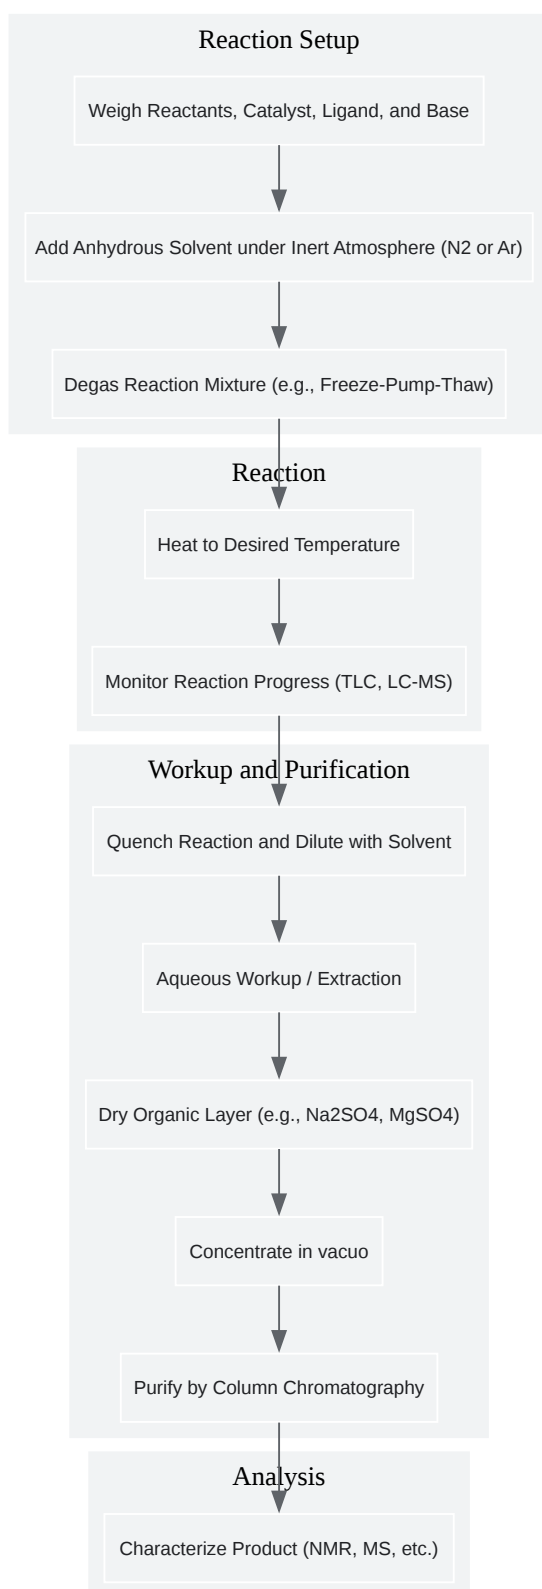 Reaction Setup
Weigh Reactants, Catalyst, Ligand, and Base
Add Anhydrous Solvent under Inert Atmosphere (N2 or Ar)
Degas Reaction Mixture (e.g., Freeze-Pump-Thaw)
Reaction
Heat to Desired Temperature
Monitor Reaction Progress (TLC, LC-MS)
Workup and Purification
Quench Reaction and Dilute with Solvent
Aqueous Workup / Extraction
Dry Organic Layer (e.g., Na2SO4, MgSO4)
Concentrate in vacuo
Purify by Column Chromatography
Analysis
Characterize Product (NMR, MS, etc.)